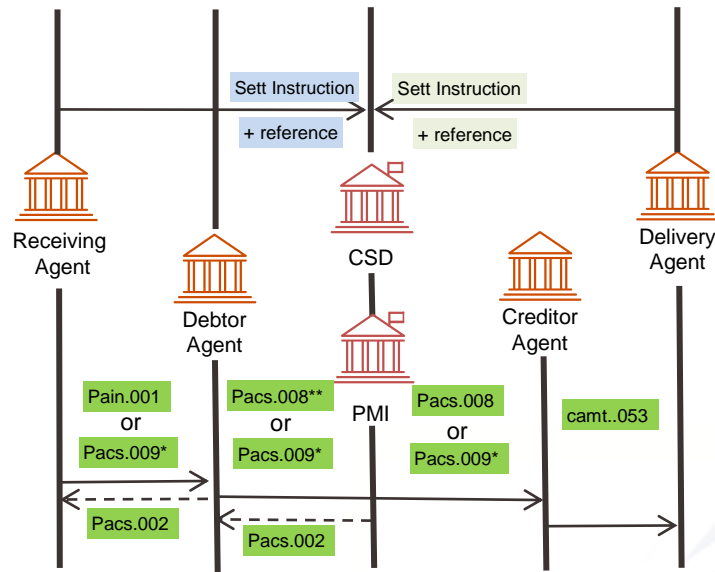 Sett Instruction
+ reference
Sett Instruction
+ reference
Receiving
Agent
Debtor
Agent
CSD
PMI
Creditor
Agent
Delivery
Agent
Pain.001
or
Pacs.009*
Pacs.002
Pacs.008**
or
Pacs.009*
Pacs.002
Pacs.008
or
Pacs.009*
camt..053